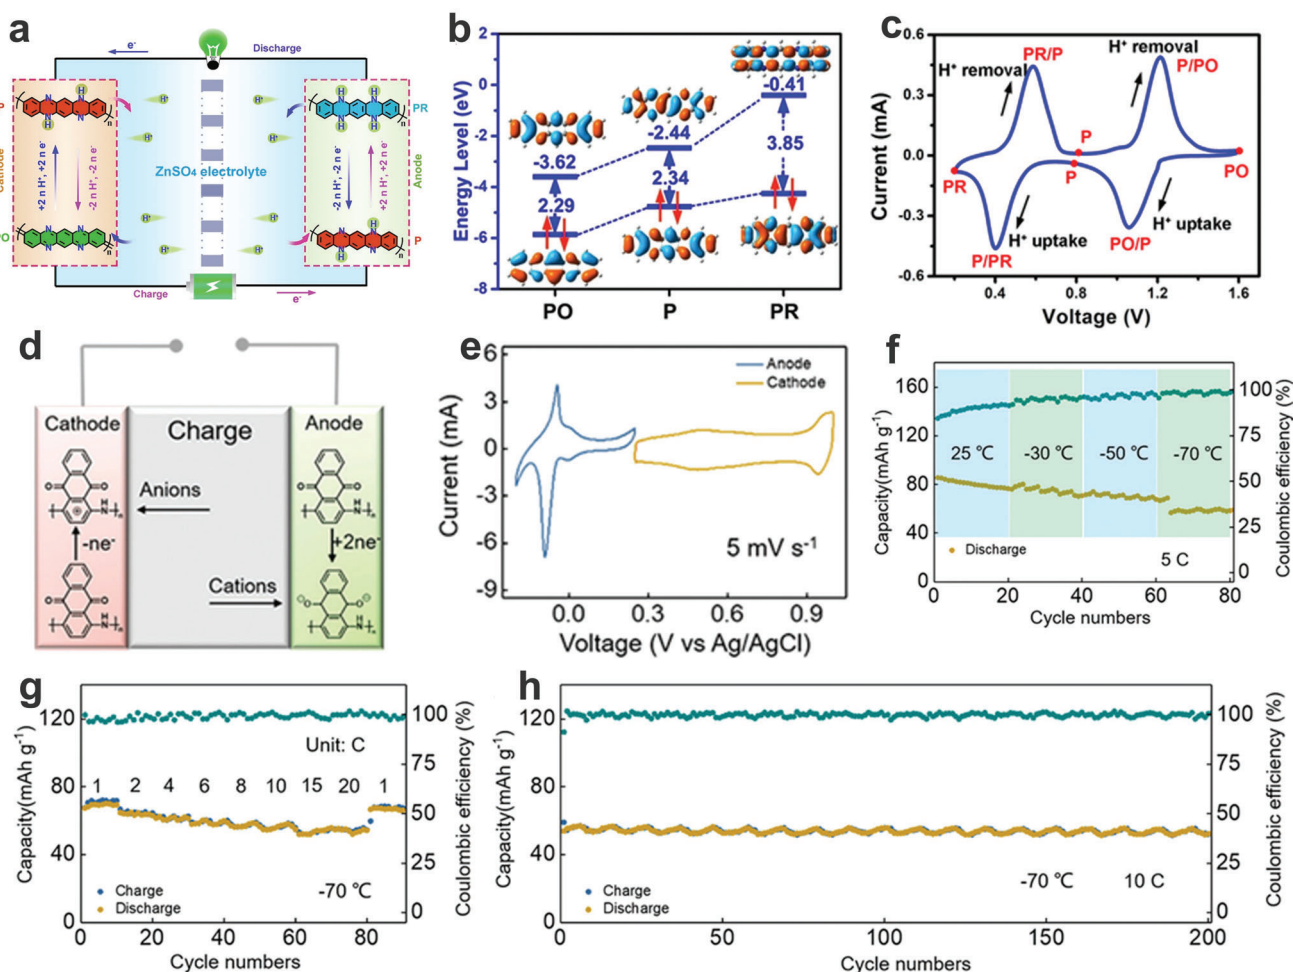 a
e-
Discharge
P
PR
H+
H+
H+
H+
ZnSO4 electrolyte
Cathode
+2 n H+, +2 n e-
-2 n H+, -2 n e-
-2 n H+, -2 n e-
+2 n H+, +2 n e-
Anode
H+
H+
H+
H+
PO
P
Charge
e-
b
Energy Level (eV)
2
0
-2
-4
-6
-8
-3.62
2.29
-2.44
2.34
-0.41
3.85
PO
P
PR
c
Current (mA)
0.6
0.3
0.0
-0.3
-0.6
H+ removal
PR/P
H+ removal
P/PO
PR
P
P
PO
P/PR
H+ uptake
PO/P
H+ uptake
0.4
0.8
1.2
1.6
Voltage (V)
d
Cathode
Charge
Anode
Anions
-ne-
+2ne-
Cations
e
Current (mA)
6
3
0
-3
-6
-9
Anode
Cathode
5 mV s-1
0.0
0.3
0.6
0.9
Voltage (V vs Ag/AgCl)
f
Capacity(mAh g-1)
160
120
80
40
0
25 ℃
-30 ℃
-50 ℃
-70 ℃
Discharge
5 C
100
75
50
25
0
Coulombic efficiency (%)
0
20
40
60
80
Cycle numbers
g
Capacity(mAh g-1)
120
80
40
0
Unit: C
1
2
4
6
8
10
15
20
1
Charge
Discharge
-70 ℃
100
75
50
25
0
Coulombic efficiency (%)
0
20
40
60
80
Cycle numbers
h
Capacity(mAh g-1)
120
80
40
0
Charge
Discharge
-70 ℃
10 C
100
75
50
25
0
Coulombic efficiency (%)
0
50
100
150
200
Cycle numbers